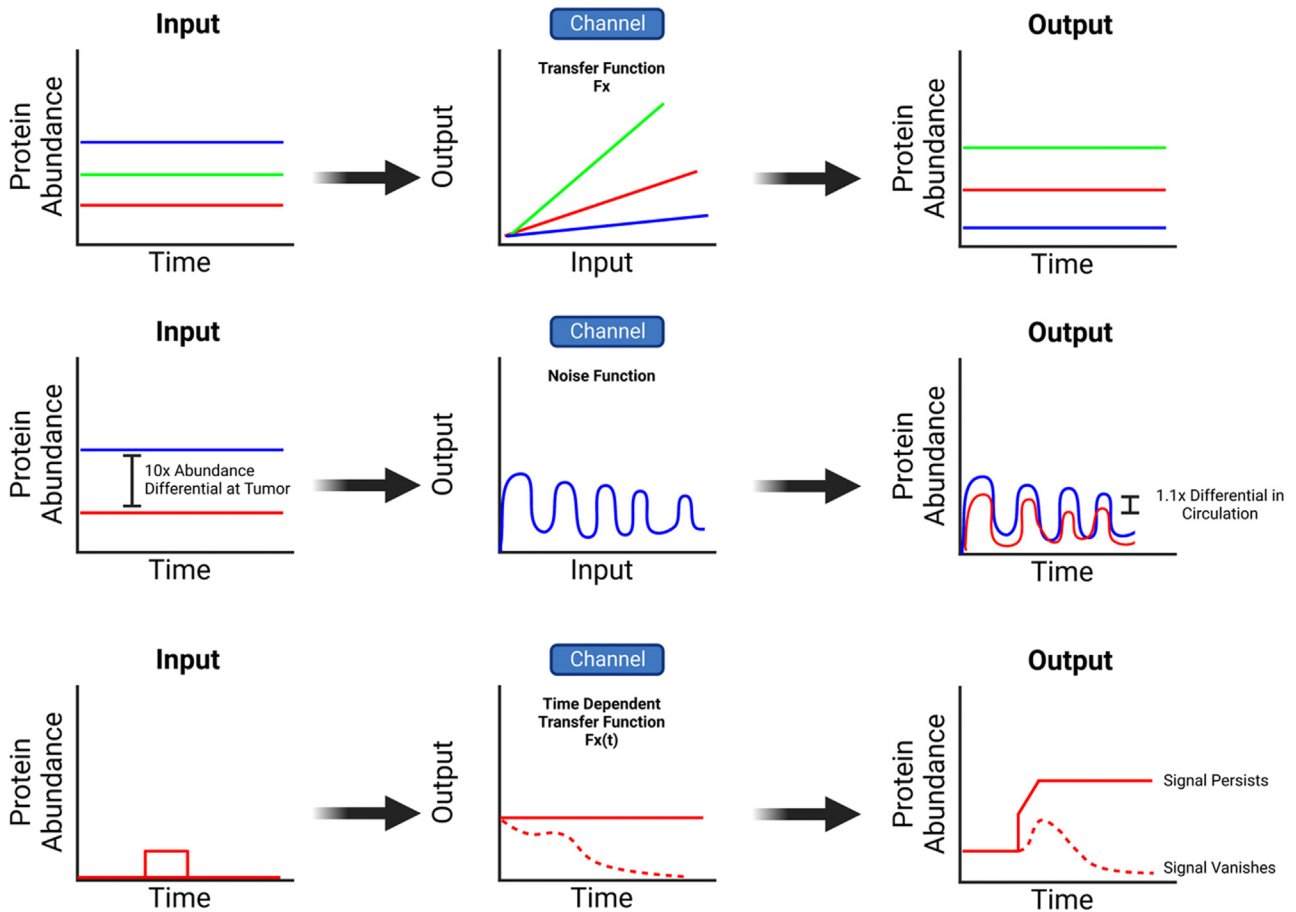 Input
Channel
Output
Protein
Abundance
Time
Transfer Function
Fx
Output
Input
Protein
Abundance
Time
Input
Channel
Output
Protein
Abundance
10x Abundance
Differential at Tumor
Time
Noise Function
Output
Input
Protein
Abundance
1.1x Differential in
Circulation
Time
Input
Channel
Output
Protein
Abundance
Time
Time Dependent
Transfer Function
Fx(t)
Output
Time
Protein
Abundance
Signal Persists
Signal Vanishes
Time